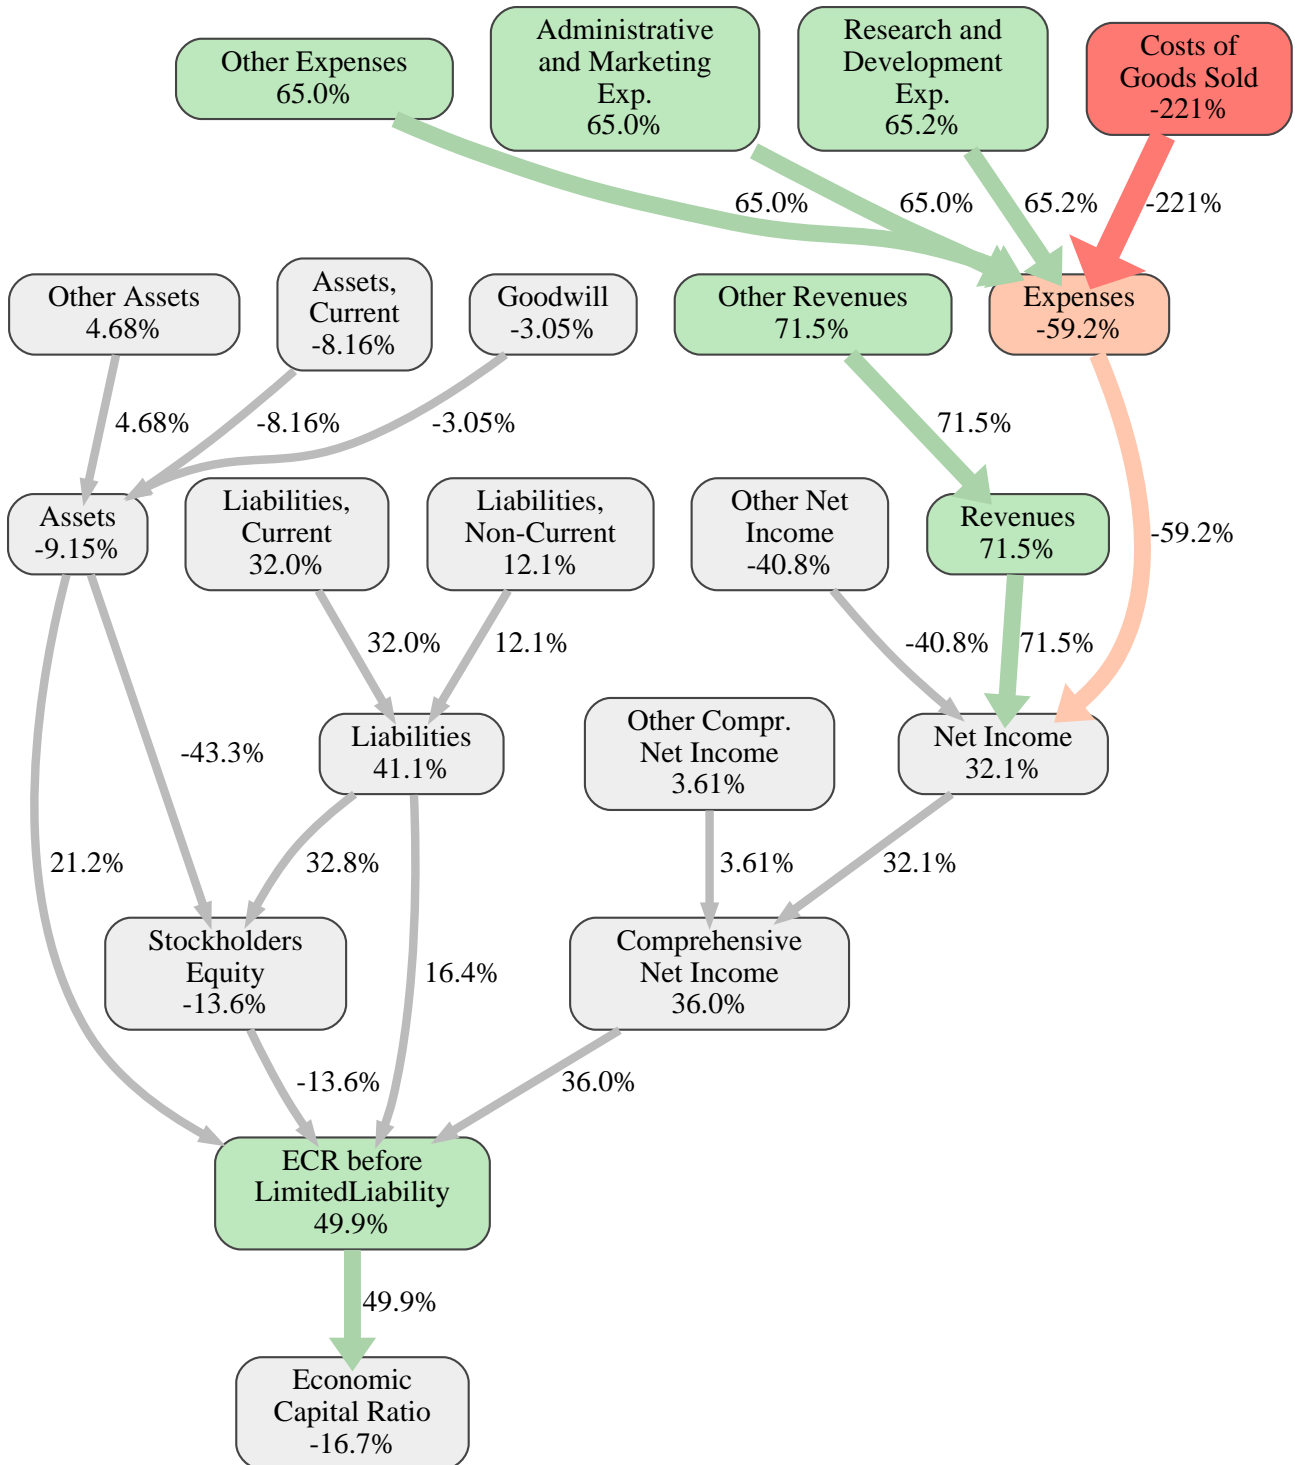 Other Expenses
65.0%
Administrative
and Marketing
Exp.
65.0%
Research and
Development
Exp.
65.2%
Costs of
Goods Sold
-221%
65.0%
65.0%
65.2%
-221%
Other Assets
4.68%
Assets,
Current
-8.16%
Goodwill
-3.05%
Other Revenues
71.5%
Expenses
-59.2%
4.68%
-8.16%
-3.05%
71.5%
-59.2%
Assets
-9.15%
Liabilities,
Current
32.0%
Liabilities,
Non-Current
12.1%
Other Net
Income
-40.8%
Revenues
71.5%
32.0%
12.1%
-40.8%
71.5%
-43.3%
Liabilities
41.1%
Other Compr.
Net Income
3.61%
Net Income
32.1%
21.2%
32.8%
3.61%
32.1%
Stockholders
Equity
-13.6%
16.4%
Comprehensive
Net Income
36.0%
-13.6%
36.0%
ECR before
LimitedLiability
49.9%
49.9%
Economic
Capital Ratio
-16.7%